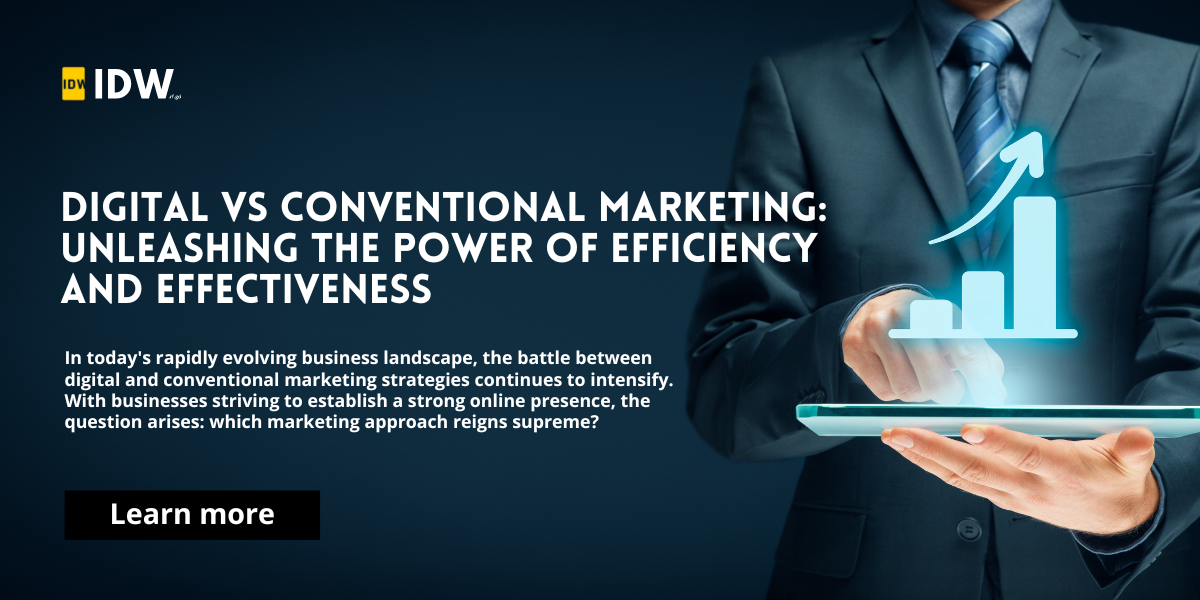 IDW
IDW
DIGITAL VS CONVENTIONAL MARKETING:
UNLEASHING THE POWER OF EFFICIENCY
AND EFFECTIVENESS
In today's rapidly evolving business landscape, the battle between
digital and conventional marketing strategies continues to intensify.
With businesses striving to establish a strong online presence, the
question arises: which marketing approach reigns supreme?
Learn more